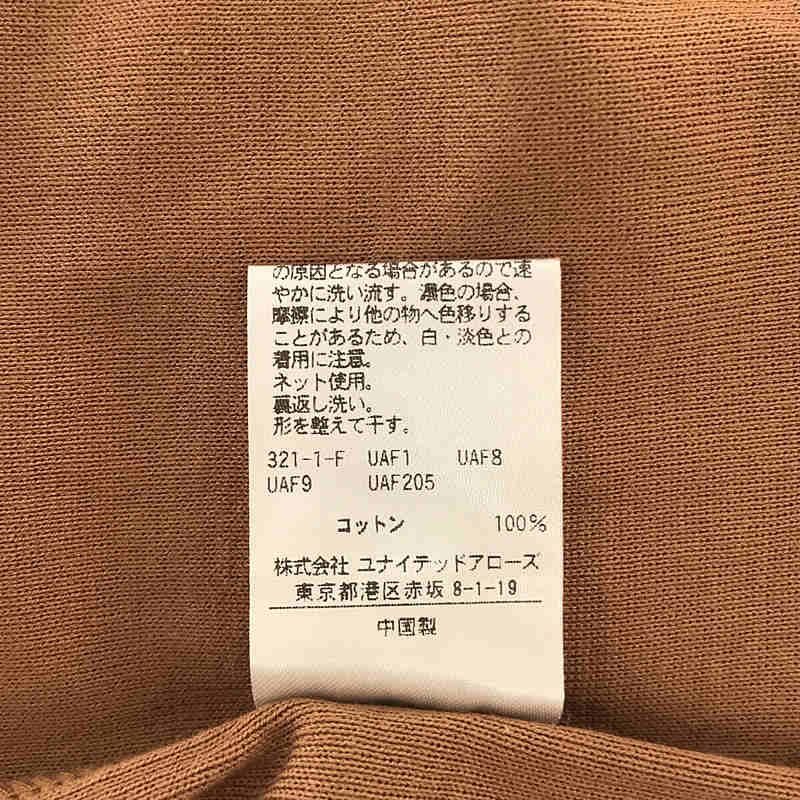 の原因となる場合があるので速
やかに洗い流す。濃色の場合、
摩擦により他の物へ色移りする
ことがあるため、白・淡色との
着用に注意。
ネット使用。
裏返し洗い。
形を整えて干す。
321-1-F UAF1 UAF8
UAF9 UAF205
コットン 100%
株式会社 ユナイテッドアローズ
東京都港区赤坂 8-1-19
中国製